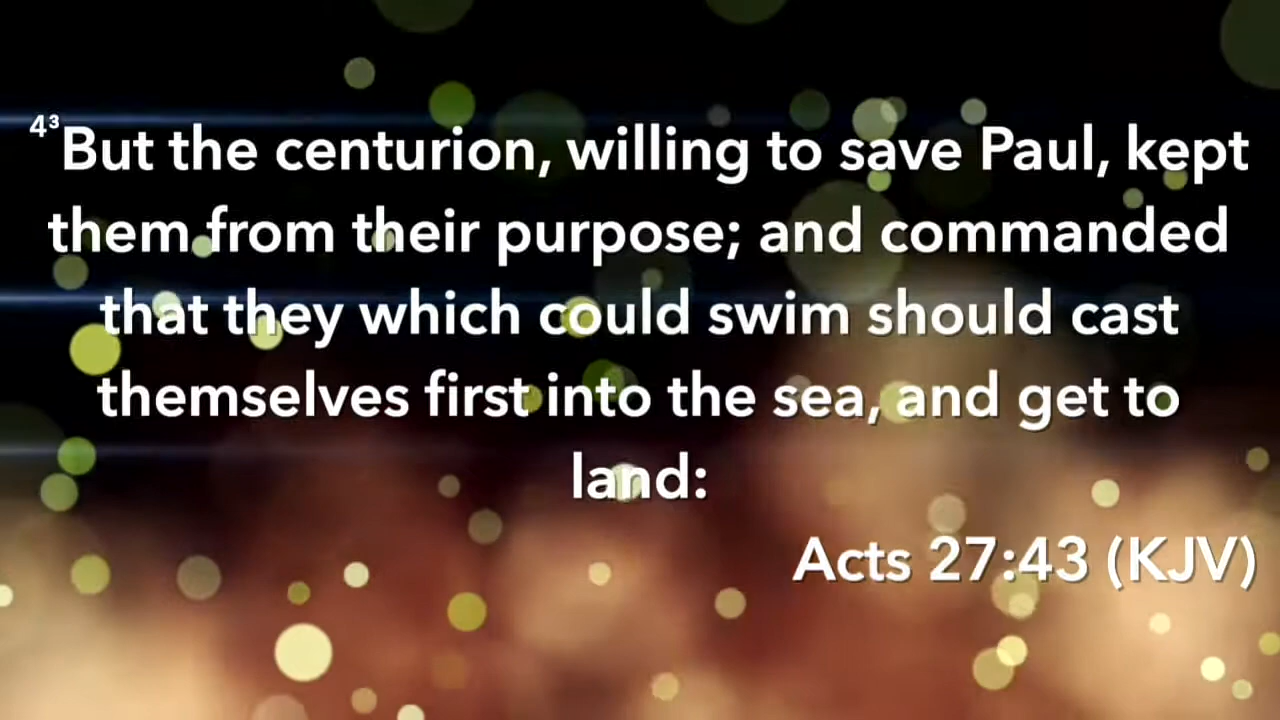 ⁴³But the centurion, willing to save Paul, kept
them from their purpose; and commanded
that they which could swim should cast
themselves first into the sea, and get to
land:
Acts 27:43 (KJV)